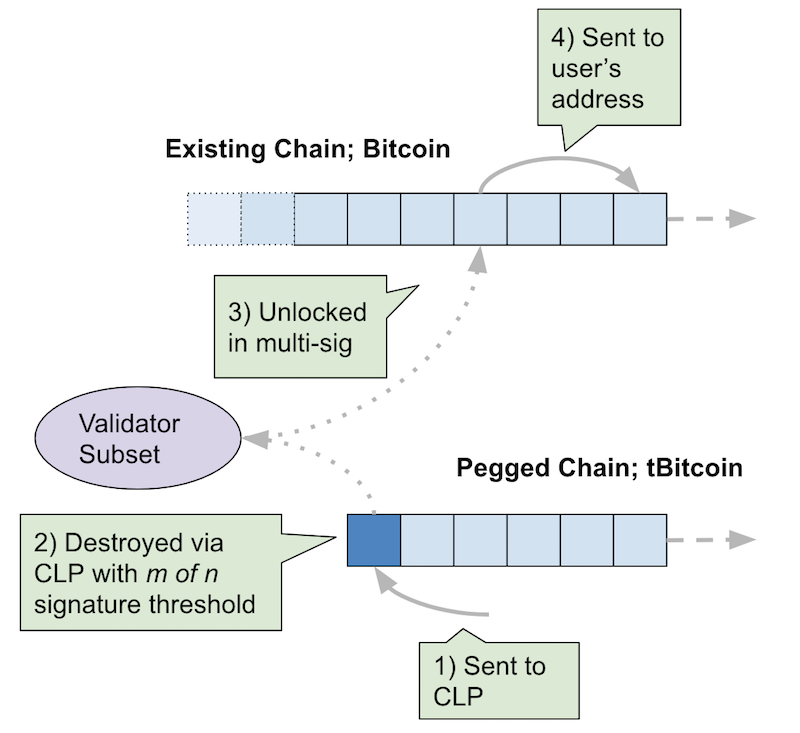 4) Sent to
user’s
address
Existing Chain; Bitcoin
3) Unlocked
in multi-sig
Validator
Subset
Pegged Chain; tBitcoin
2) Destroyed via
CLP with m of n
signature threshold
1) Sent to
CLP